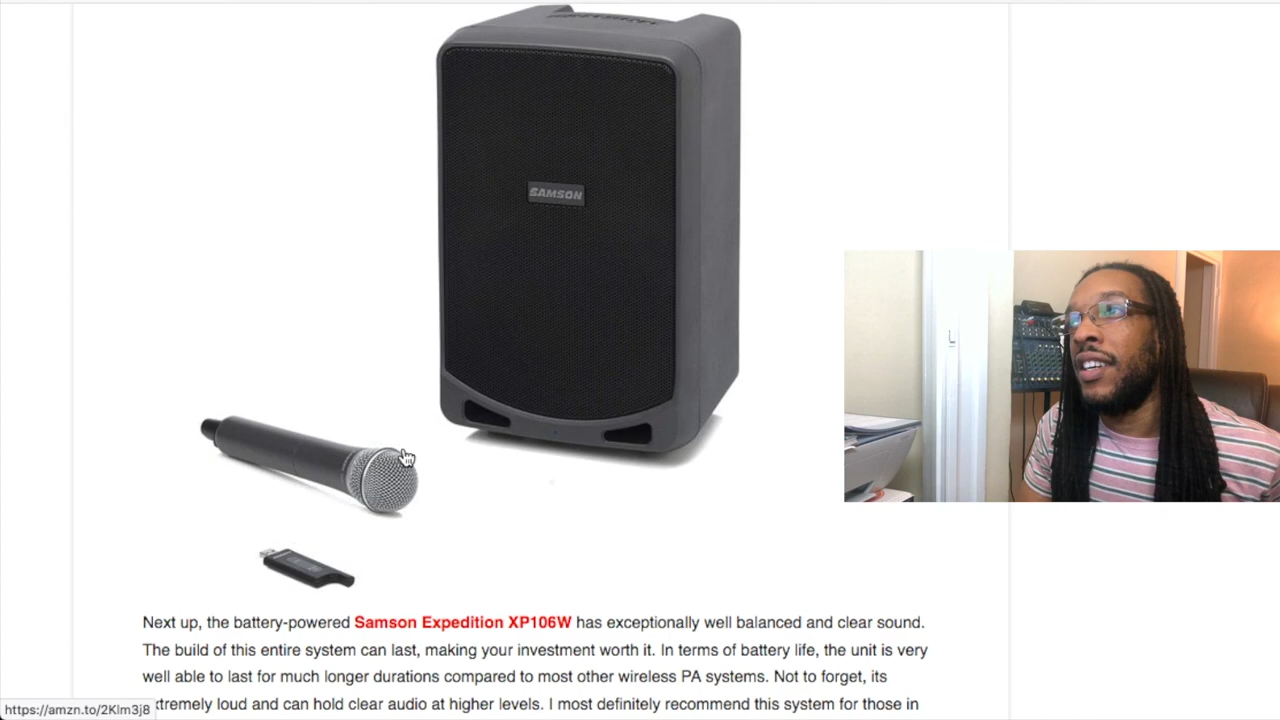 SAMSON
Next up, the battery-powered Samson Expedition XP106W has exceptionally well balanced and clear sound.
The build of this entire system can last, making your investment worth it. In terms of battery life, the unit is very
well able to last for much longer durations compared to most other wireless PA systems. Not to forget, its
extremely loud and can hold clear audio at higher levels. I most definitely recommend this system for those in
https://amzn.to/2Klm3j8